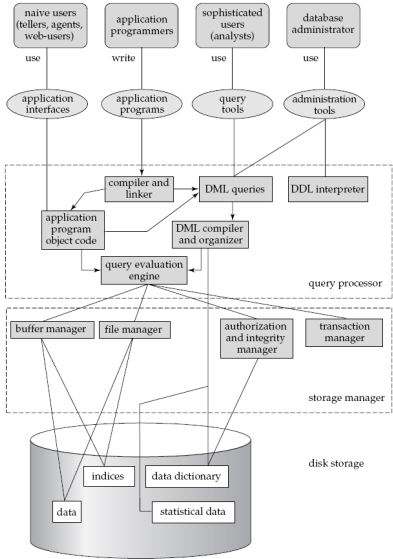 naive users
(tellers, agents,
web-users)
application
programmers
sophisticated
users
(analysts)
database
administrator
use
write
use
use
application
interfaces
application
programs
query
tools
administration
tools
compiler and
linker
DML queries
DDL interpreter
application
program
object code
DML compiler
and organizer
query evaluation
engine
query processor
buffer manager
file manager
authorization
and integrity
manager
transaction
manager
storage manager
disk storage
indices
data dictionary
data
statistical data